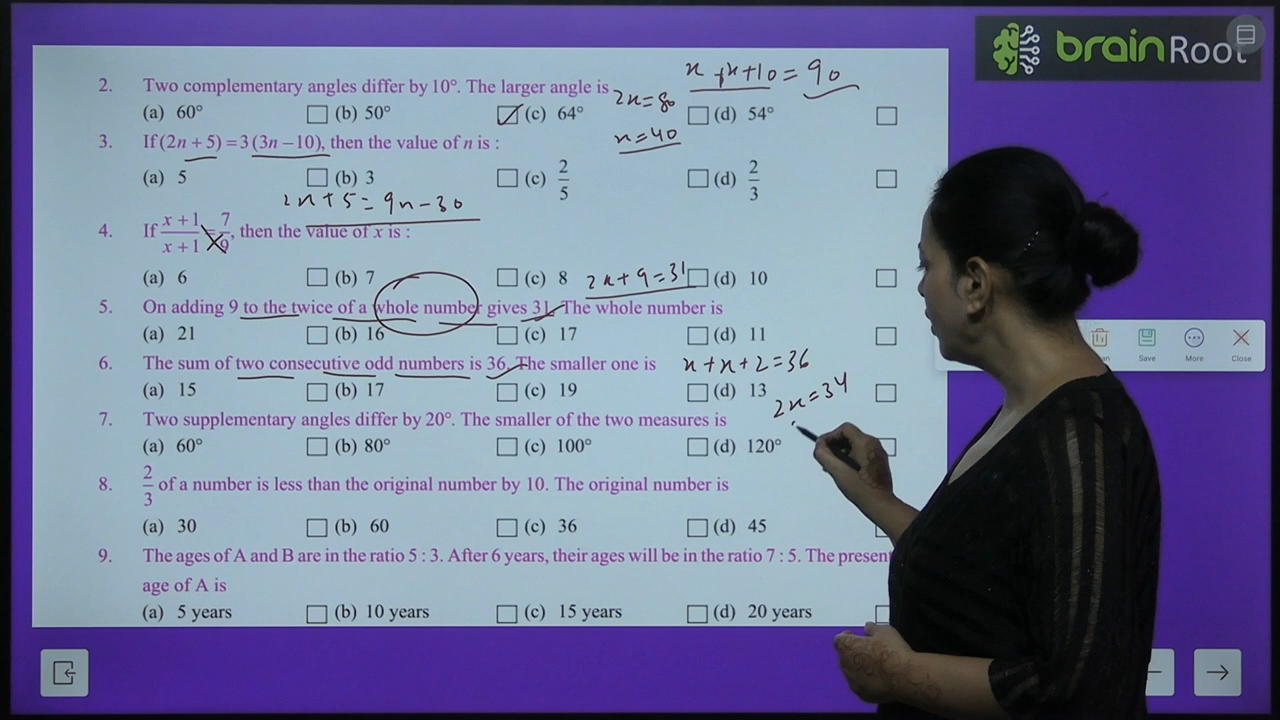 brainRoot
2. Two complementary angles differ by 10°. The larger angle is
x + x + 10 = 90
2x = 80
x = 40
(a) 60° (b) 50° (c) 64° (d) 54°
3. If (2n + 5) = 3 (3n – 10), then the value of n is :
(a) 5 (b) 3 (c) 2/5 (d) 2/3
2n + 5 = 9n – 30
4. If x + 1 / x + 1 = 7 / 9, then the value of x is :
(a) 6 (b) 7 (c) 8 (d) 10
2x + 9 = 31
5. On adding 9 to the twice of a whole number gives 31. The whole number is
(a) 21 (b) 16 (c) 17 (d) 11
6. The sum of two consecutive odd numbers is 36. The smaller one is
x + x + 2 = 36
(a) 15 (b) 17 (c) 19 (d) 13
2x = 34
7. Two supplementary angles differ by 20°. The smaller of the two measures is
(a) 60° (b) 80° (c) 100° (d) 120°
8. 2/3 of a number is less than the original number by 10. The original number is
(a) 30 (b) 60 (c) 36 (d) 45
9. The ages of A and B are in the ratio 5 : 3. After 6 years, their ages will be in the ratio 7 : 5. The present
age of A is
(a) 5 years (b) 10 years (c) 15 years (d) 20 years
Save More Close